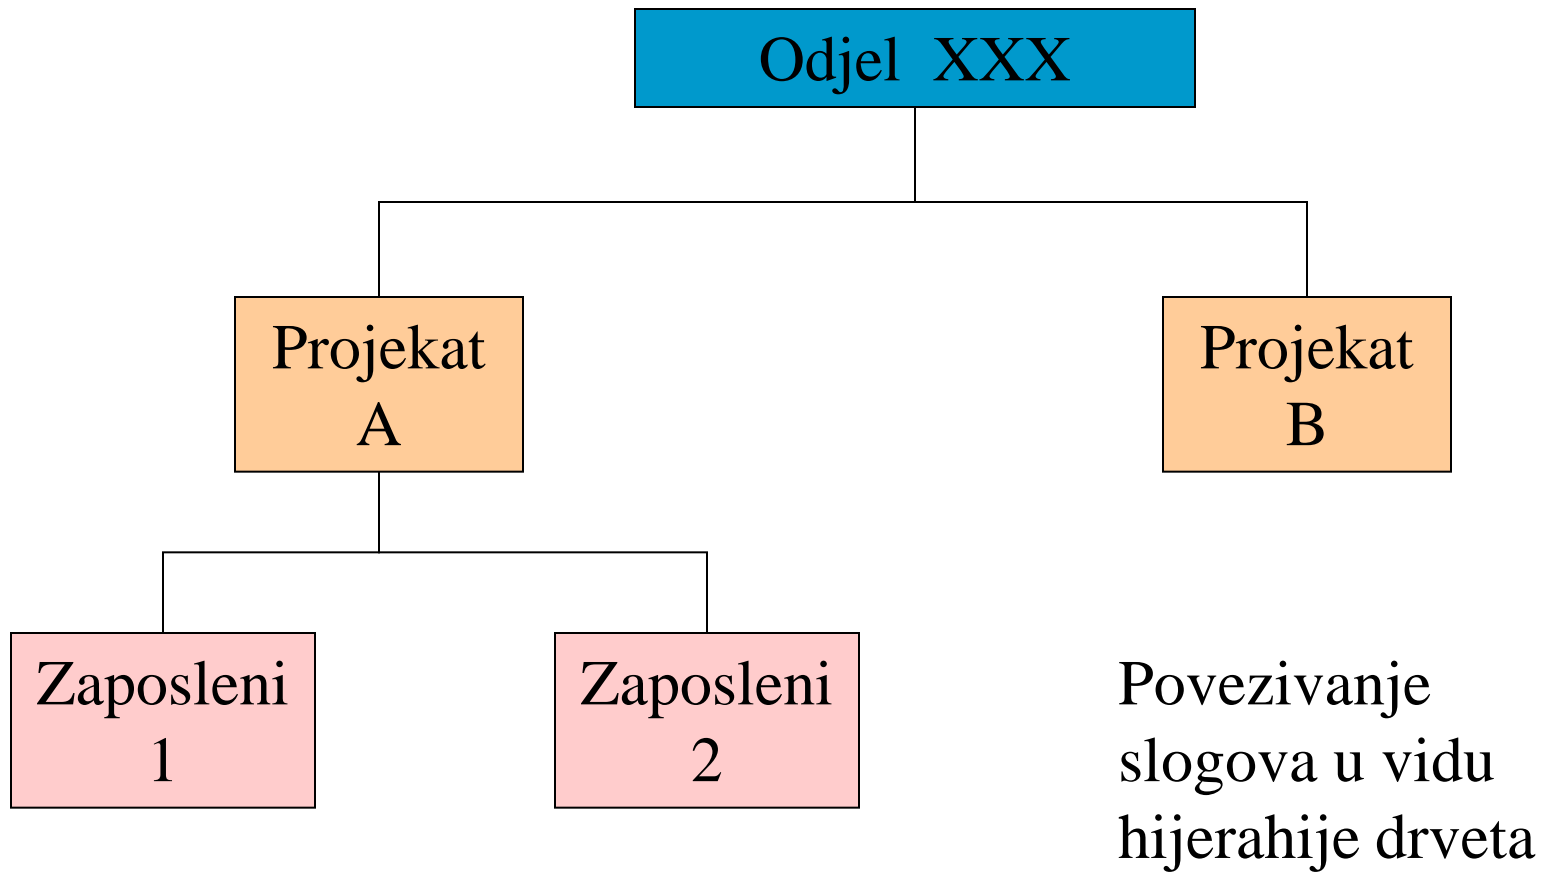 Odjel XXX
Projekat
A
Projekat
B
Zaposleni
1
Zaposleni
2
Povezivanje
slogova u vidu
hijerahije drveta